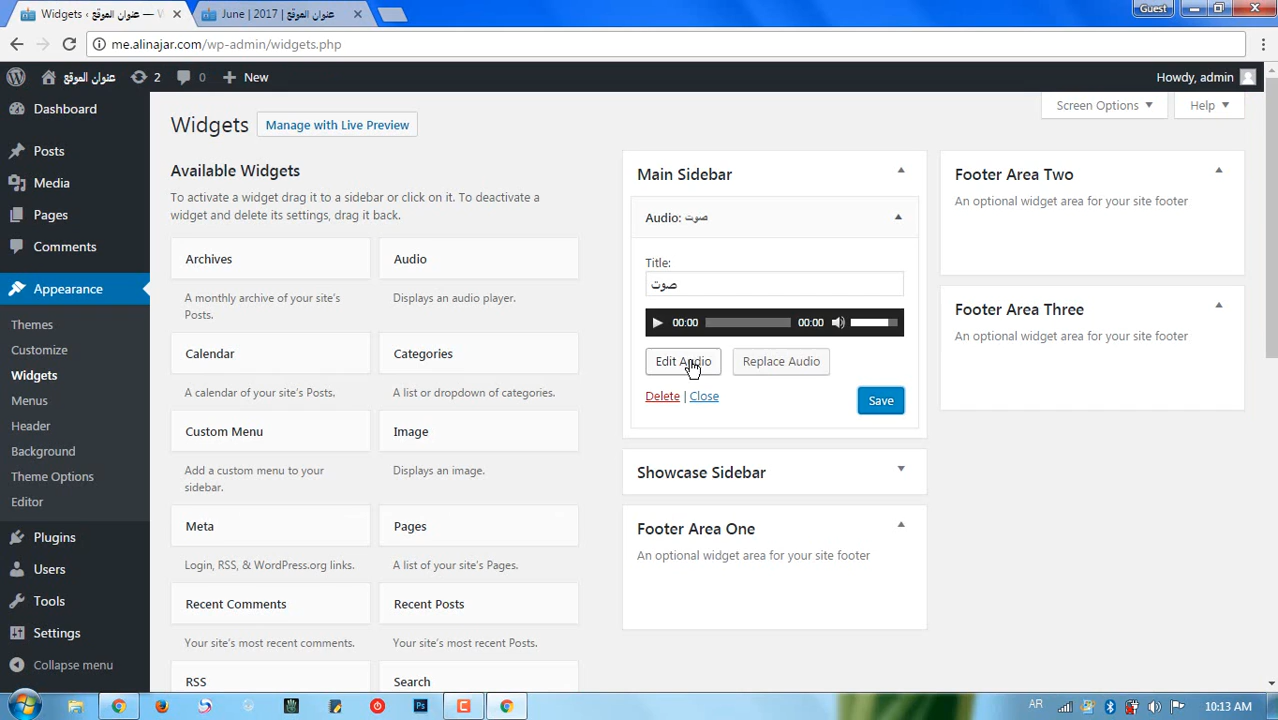 Widgets ‹ عنوان الموقع — W
June | 2017 | عنوان الموقع
Guest
me.alinajar.com/wp-admin/widgets.php
عنوان الموقع
2
0
New
Howdy, admin
Dashboard
Posts
Media
Pages
Comments
Appearance
Themes
Customize
Widgets
Menus
Header
Background
Theme Options
Editor
Plugins
Users
Tools
Settings
Collapse menu
Screen Options
Help
Widgets
Manage with Live Preview
Available Widgets
To activate a widget drag it to a sidebar or click on it. To deactivate a
widget and delete its settings, drag it back.
Archives
A monthly archive of your site's
Posts.
Audio
Displays an audio player.
Calendar
A calendar of your site's Posts.
Categories
A list or dropdown of categories.
Custom Menu
Add a custom menu to your
sidebar.
Image
Displays an image.
Meta
Login, RSS, & WordPress.org links.
Pages
A list of your site's Pages.
Recent Comments
Your site's most recent comments.
Recent Posts
Your site's most recent Posts.
RSS
Search
Main Sidebar
Audio: صوت
Title:
صوت
00:00
00:00
Edit Audio
Replace Audio
Delete | Close
Save
Showcase Sidebar
Footer Area One
An optional widget area for your site footer
Footer Area Two
An optional widget area for your site footer
Footer Area Three
An optional widget area for your site footer
Ps
AR
10:13 AM